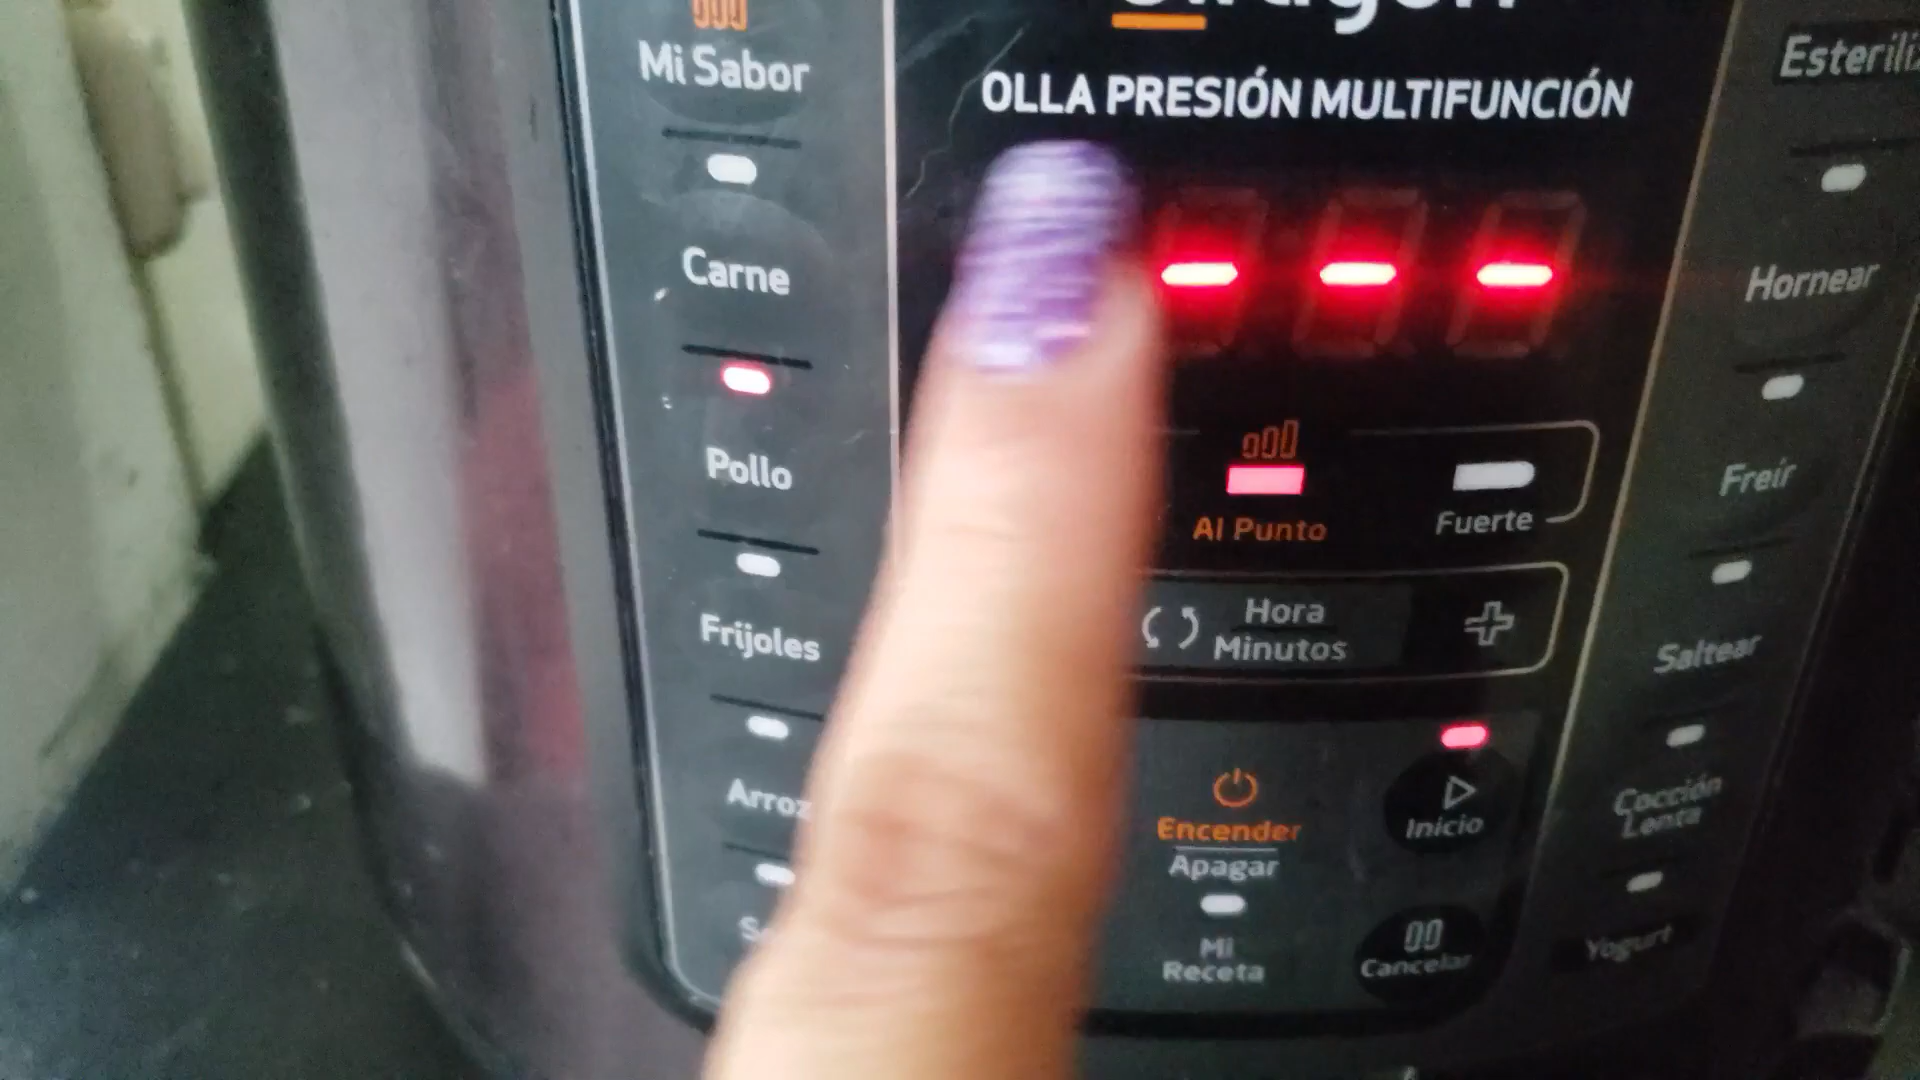 Mi Sabor
Carne
Pollo
Frijoles
Arroz
OLLA PRESIÓN MULTIFUNCIÓN
---
Al Punto
Fuerte
Hora
Minutos
Encender
Apagar
Mi
Receta
Inicio
Cancelar
Hornear
Freír
Saltear
Cocción
Lenta
Yogurt